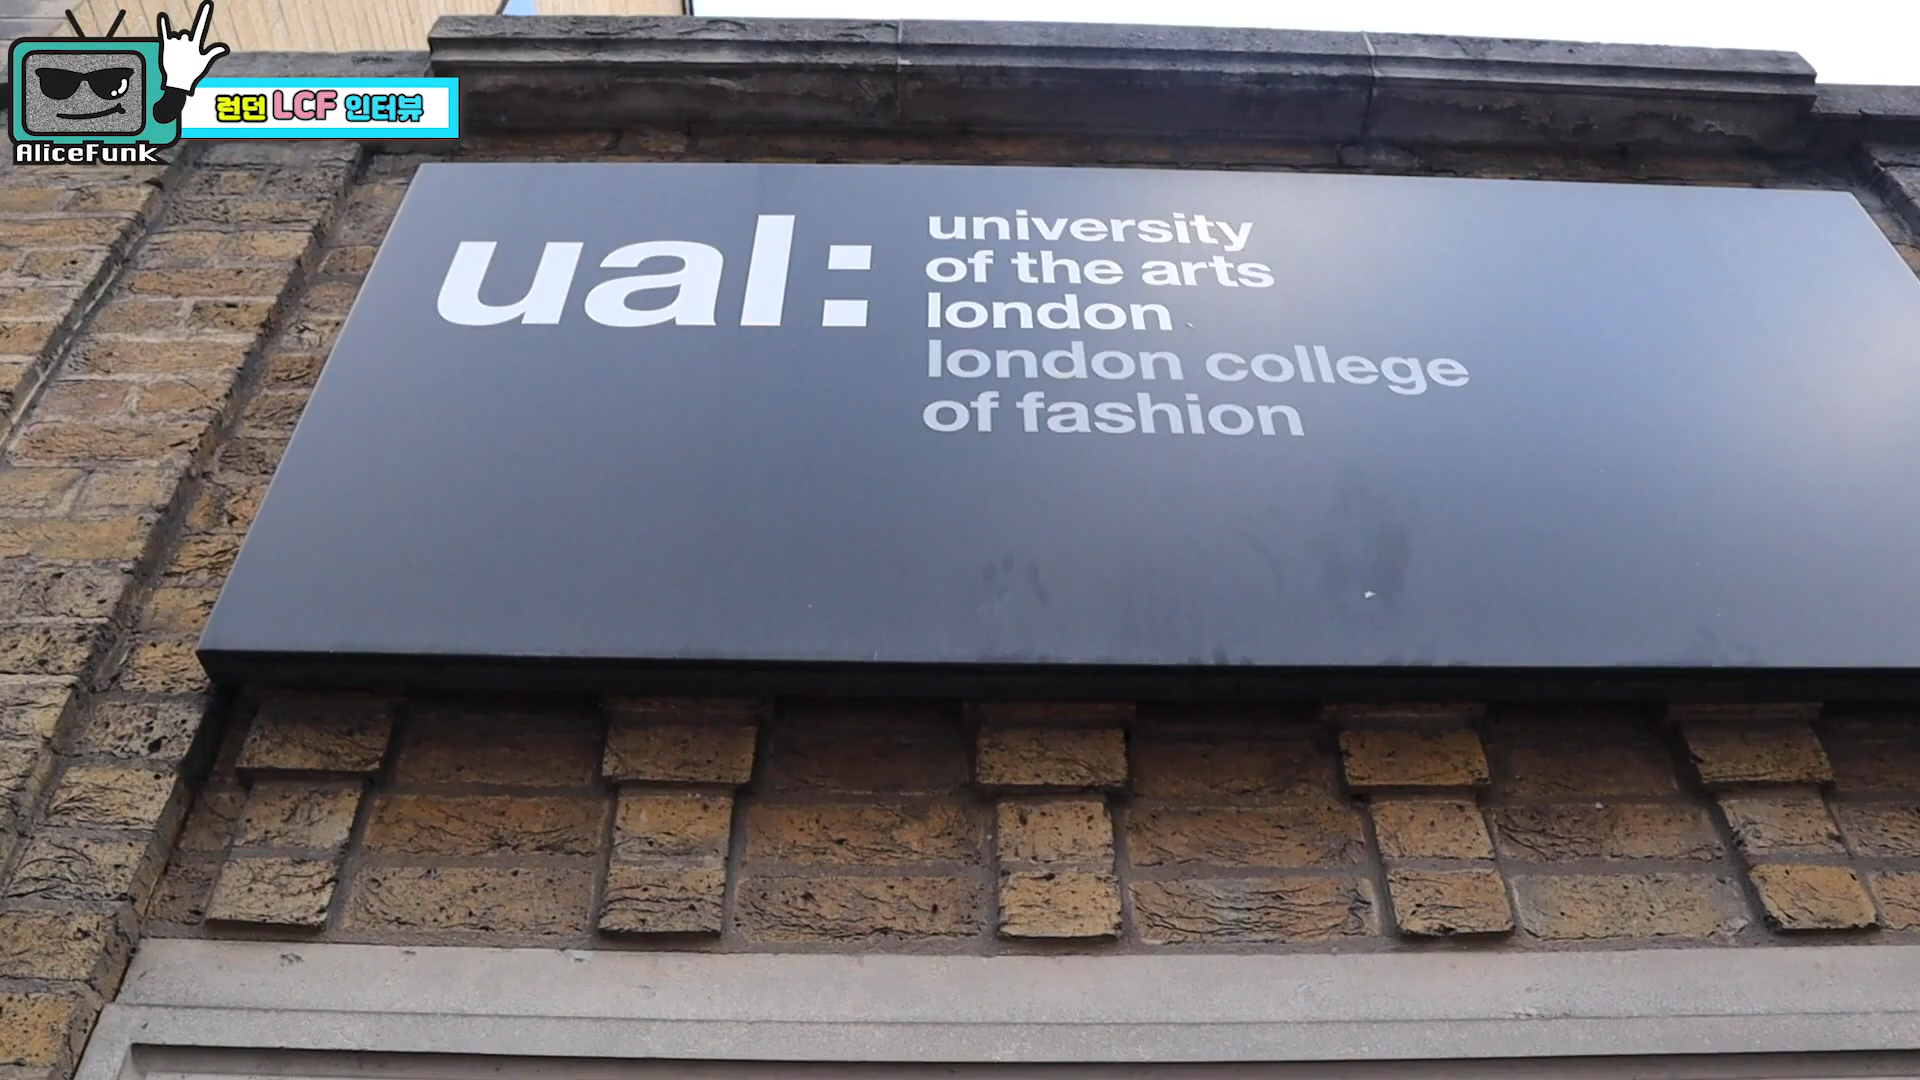 런던 LCF 인터뷰
AliceFunk
ual:
university
of the arts
london
london college
of fashion